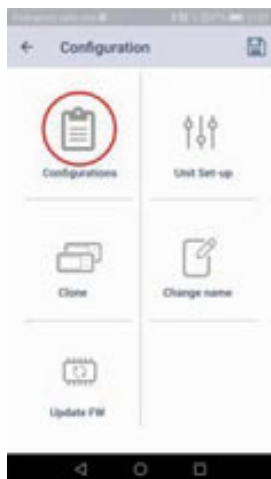 Configuration
Configurations
Unit Set-up
Clone
Change name
Update FW